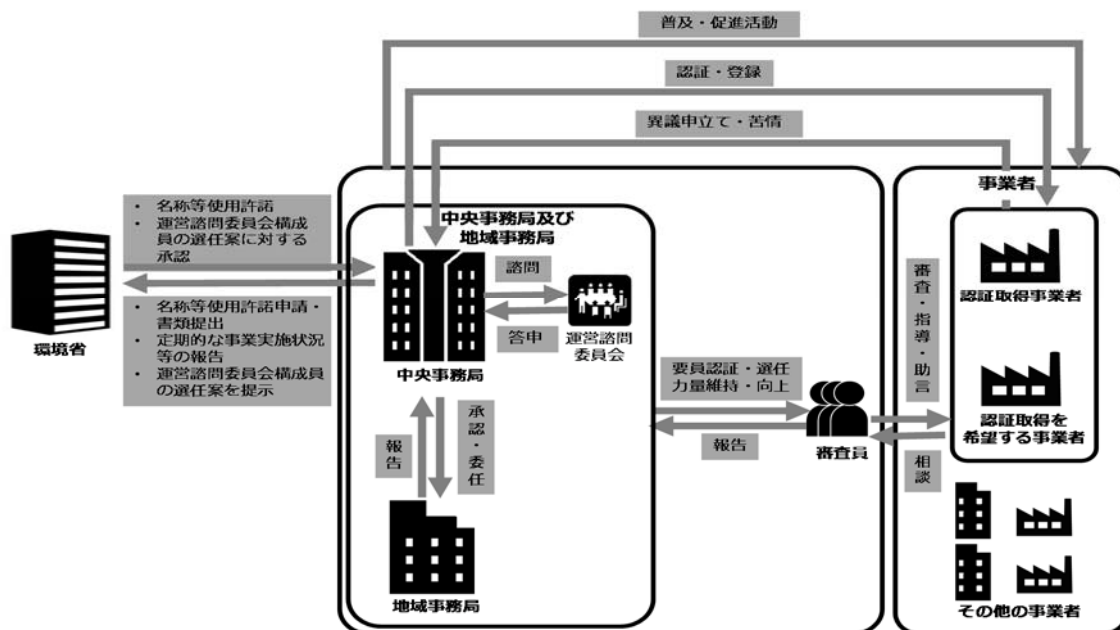 普及・促進活動
認証・登録
異議申立て・苦情
• 名称等使用許諾
• 運営諮問委員会構成
員の選任案に対する
承認
• 名称等使用許諾申請・
書類提出
• 定期的な事業実施状況
等の報告
• 運営諮問委員会構成員
の選任案を提示
環境省
中央事務局及び
地域事務局
諮問
答申
運営諮問
委員会
中央事務局
報告
承認・委任
地域事務局
要員認証・選任
力量維持・向上
報告
審査員
審査・指導・助言
相談
事業者
認証取得事業者
認証取得を
希望する事業者
その他の事業者